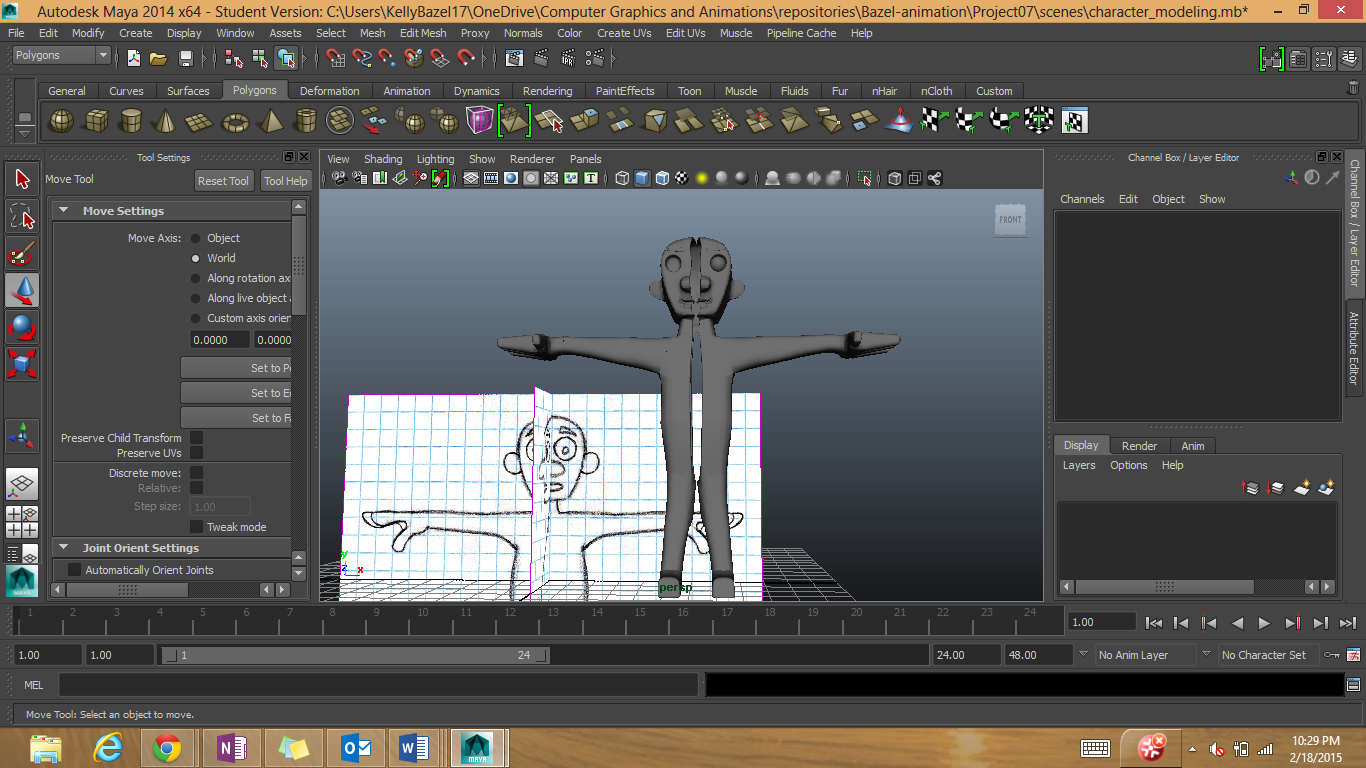 Autodesk Maya 2014 x64 - Student Version: C:\Users\KellyBazel17\OneDrive\Computer Graphics and Animations\repositories\Bazel-animation\Project07\scenes\character_modeling.mb*
File Edit Modify Create Display Window Assets Select Mesh Edit Mesh Proxy Normals Color Create UVs Edit UVs Muscle Pipeline Cache Help
Polygons
General Curves Surfaces Polygons Deformation Animation Dynamics Rendering PaintEffects Toon Muscle Fluids Fur nHair nCloth Custom
Tool Settings
Move Tool Reset Tool Tool Help
Move Settings
Move Axis: Object
World
Along rotation ax
Along live object a
Custom axis orien
0.0000 0.0000
Set to Po
Set to E
Set to Fa
Preserve Child Transform
Preserve UVs
Discrete move:
Relative:
Step size: 1.00
Tweak mode
Joint Orient Settings
Automatically Orient Joints
MAYA
View Shading Lighting Show Renderer Panels
T
FRONT
y
z x
persp
Channel Box / Layer Editor
Channels Edit Object Show
Channel Box / Layer Editor
Attribute Editor
Display Render Anim
Layers Options Help
1 2 3 4 5 6 7 8 9 10 11 12 13 14 15 16 17 18 19 20 21 22 23 24
1.00
1.00 1.00 1 24 24.00 48.00 No Anim Layer No Character Set
MEL
Move Tool: Select an object to move.
MAYA
10:29 PM
2/18/2015